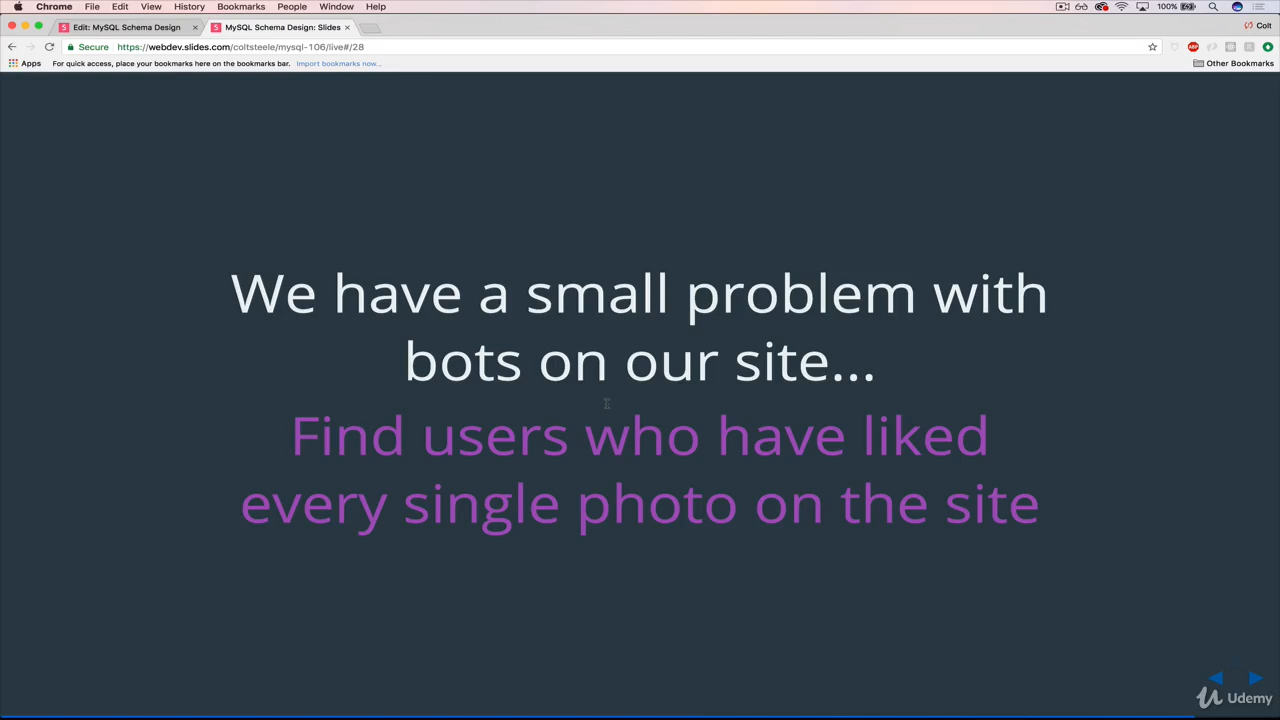 Chrome File Edit View History Bookmarks People Window Help 100%
Edit: MySQL Schema Design MySQL Schema Design: Slides Colt
Secure https://webdev.slides.com/coltsteele/mysql-106/live#/28 ABP
Apps For quick access, place your bookmarks here on the bookmarks bar. Import bookmarks now... Other Bookmarks
We have a small problem with
bots on our site...
Find users who have liked
every single photo on the site
Udemy